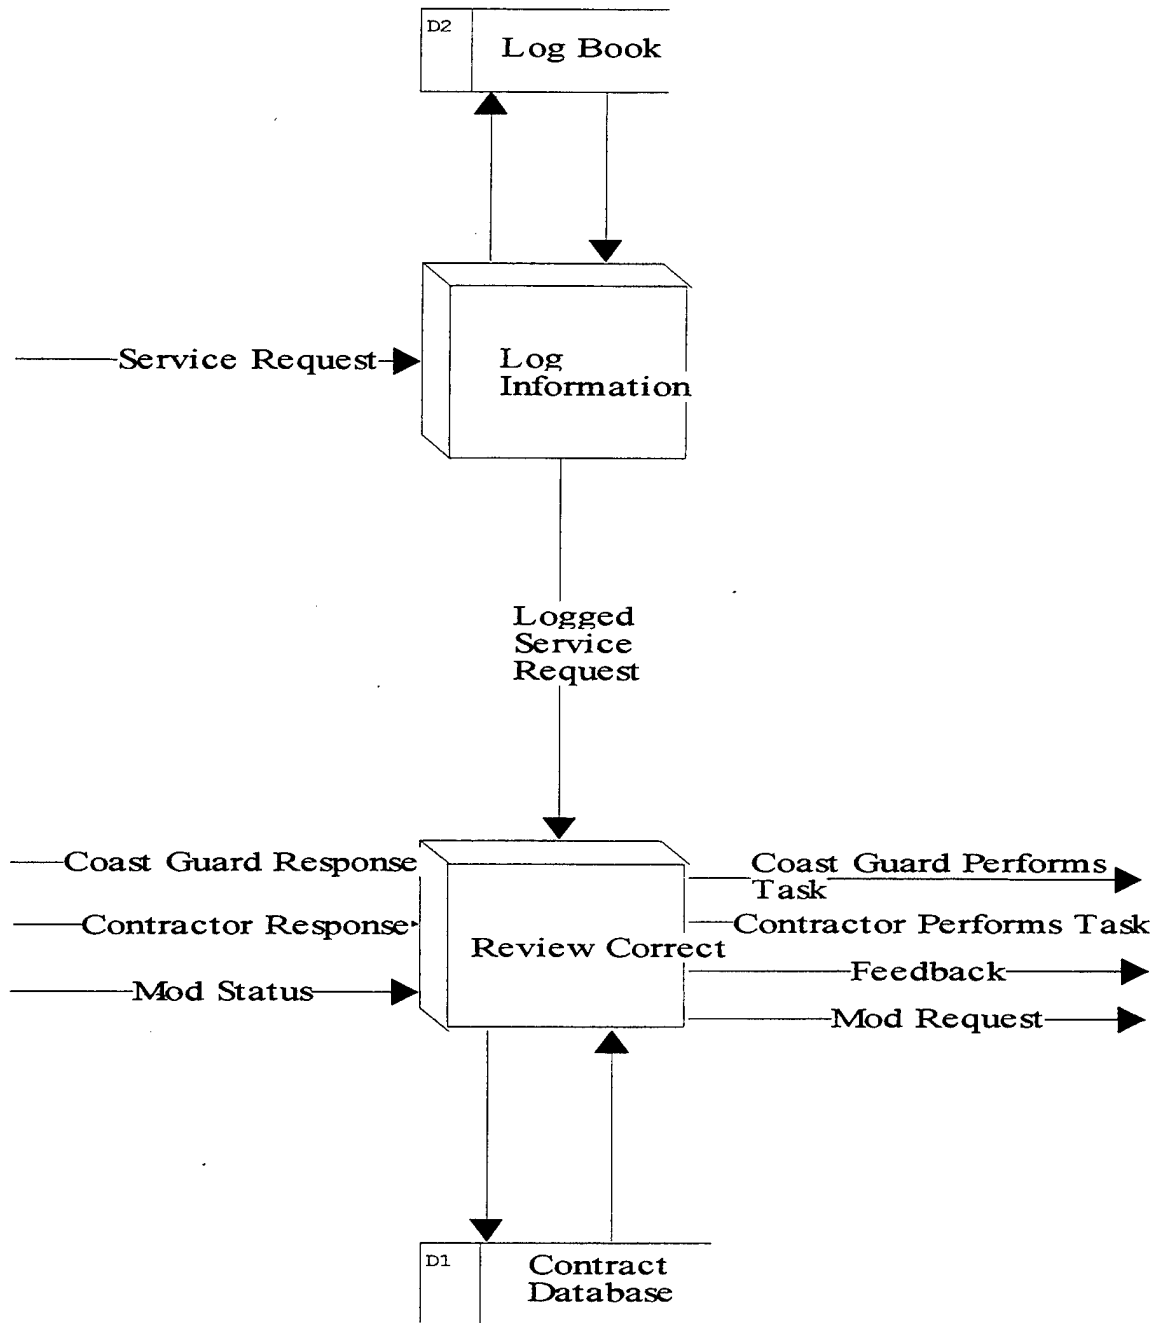 D2
Log Book
Service Request
Log
Information
Logged
Service
Request
Coast Guard Response
Contractor Response
Mod Status
Review Correct
Coast Guard Performs
Task
Contractor Performs Task
Feedback
Mod Request
D1
Contract
Database